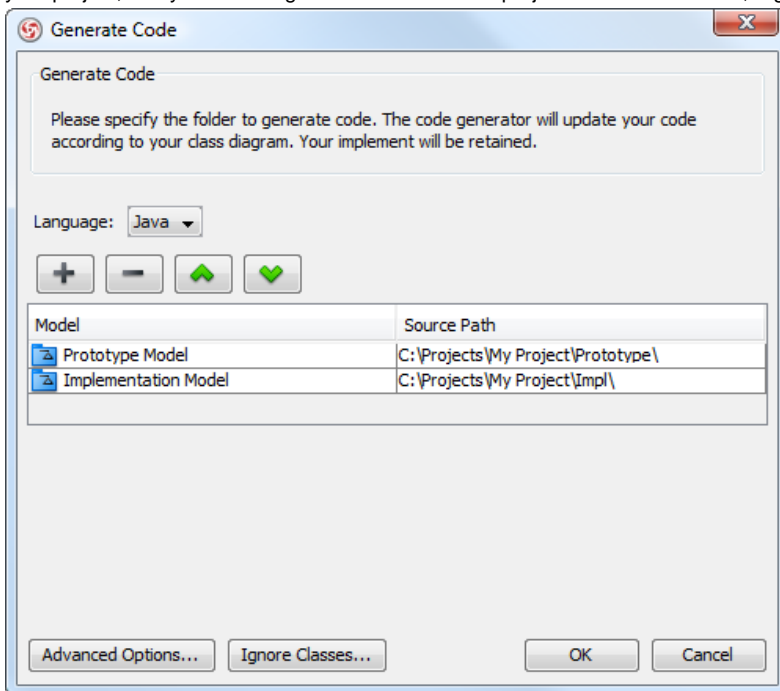 Generate Code
Generate Code
Please specify the folder to generate code. The code generator will update your code
according to your class diagram. Your implement will be retained.
Language: Java
Model Source Path
Prototype Model C:\Projects\My Project\Prototype\
Implementation Model C:\Projects\My Project\Impl\
Advanced Options... Ignore Classes... OK Cancel